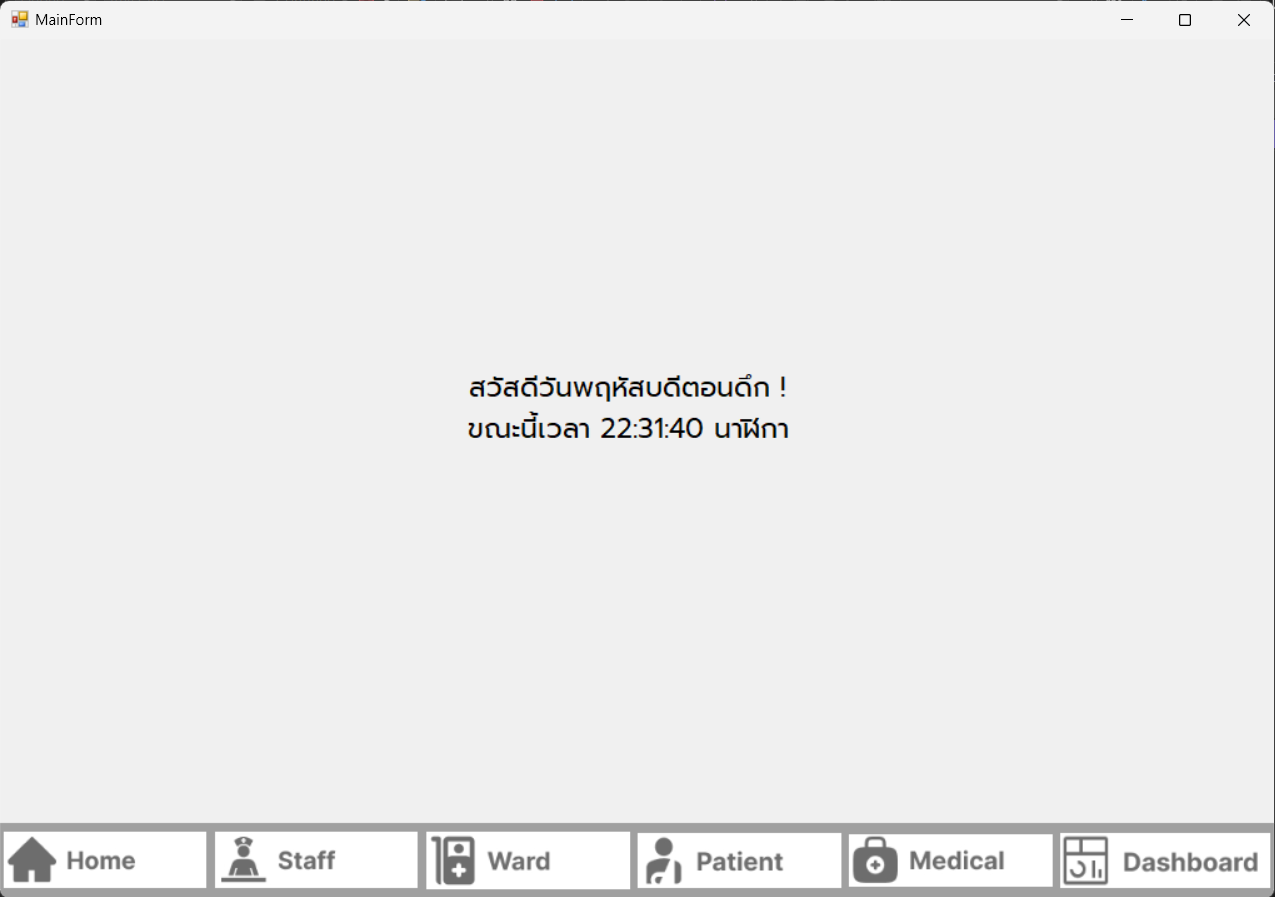 MainForm
สวัสดีวันพฤหัสบดีตอนดึก !
ขณะนี้เวลา 22:31:40 นาฬิกา
Home
Staff
Ward
Patient
Medical
Dashboard